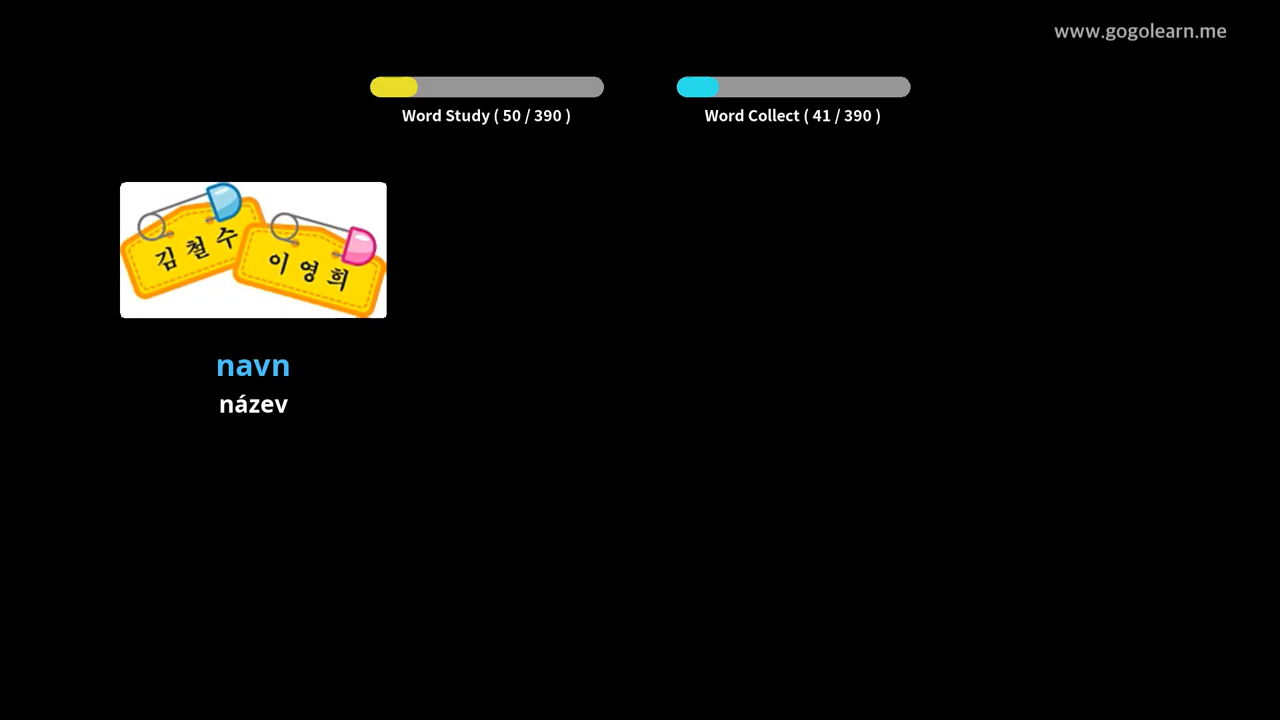 www.gogolearn.me
Word Study ( 50 / 390 )
Word Collect ( 41 / 390 )
김철수
이영희
navn
název